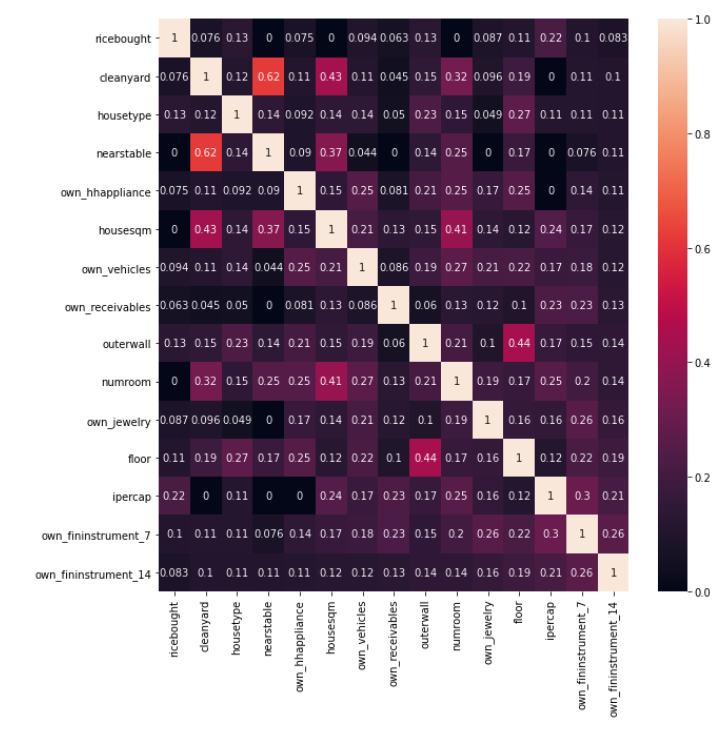 ricebought 1 0.076 0.13 0 0.075 0 0.094 0.063 0.13 0 0.087 0.11 0.22 0.1 0.083
cleanyard 0.076 1 0.12 0.62 0.11 0.43 0.11 0.045 0.15 0.32 0.096 0.19 0 0.11 0.1
housetype 0.13 0.12 1 0.14 0.092 0.14 0.14 0.05 0.23 0.15 0.049 0.27 0.11 0.11 0.11
nearstable 0 0.62 0.14 1 0.09 0.37 0.044 0 0.14 0.25 0 0.17 0 0.076 0.11
own_hhappliance 0.075 0.11 0.092 0.09 1 0.15 0.25 0.081 0.21 0.25 0.17 0.25 0 0.14 0.11
housesqm 0 0.43 0.14 0.37 0.15 1 0.21 0.13 0.15 0.41 0.14 0.12 0.24 0.17 0.12
own_vehicles 0.094 0.11 0.14 0.044 0.25 0.21 1 0.086 0.19 0.27 0.21 0.22 0.17 0.18 0.12
own_receivables 0.063 0.045 0.05 0 0.081 0.13 0.086 1 0.06 0.13 0.12 0.1 0.23 0.23 0.13
outerwall 0.13 0.15 0.23 0.14 0.21 0.15 0.19 0.06 1 0.21 0.1 0.44 0.17 0.15 0.14
numroom 0 0.32 0.15 0.25 0.25 0.41 0.27 0.13 0.21 1 0.19 0.17 0.25 0.2 0.14
own_jewelry 0.087 0.096 0.049 0 0.17 0.14 0.21 0.12 0.1 0.19 1 0.16 0.16 0.26 0.16
floor 0.11 0.19 0.27 0.17 0.25 0.12 0.22 0.1 0.44 0.17 0.16 1 0.12 0.22 0.19
ipercap 0.22 0 0.11 0 0 0.24 0.17 0.23 0.17 0.25 0.16 0.12 1 0.3 0.21
own_fininstrument_7 0.1 0.11 0.11 0.076 0.14 0.17 0.18 0.23 0.15 0.2 0.26 0.22 0.3 1 0.26
own_fininstrument_14 0.083 0.1 0.11 0.11 0.11 0.12 0.12 0.13 0.14 0.14 0.16 0.19 0.21 0.26 1
ricebought
cleanyard
housetype
nearstable
own_hhappliance
housesqm
own_vehicles
own_receivables
outerwall
numroom
own_jewelry
floor
ipercap
own_fininstrument_7
own_fininstrument_14
1.0
0.8
0.6
0.4
0.2
0.0